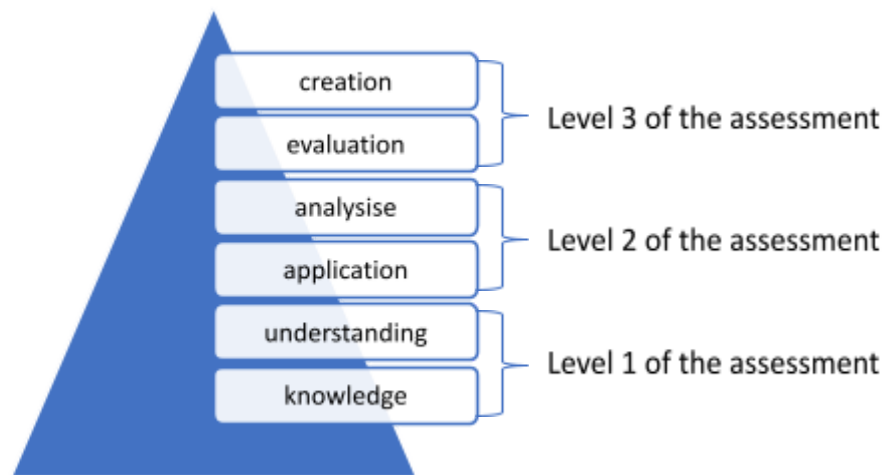 creation
evaluation
Level 3 of the assessment
analysise
application
Level 2 of the assessment
understanding
knowledge
Level 1 of the assessment